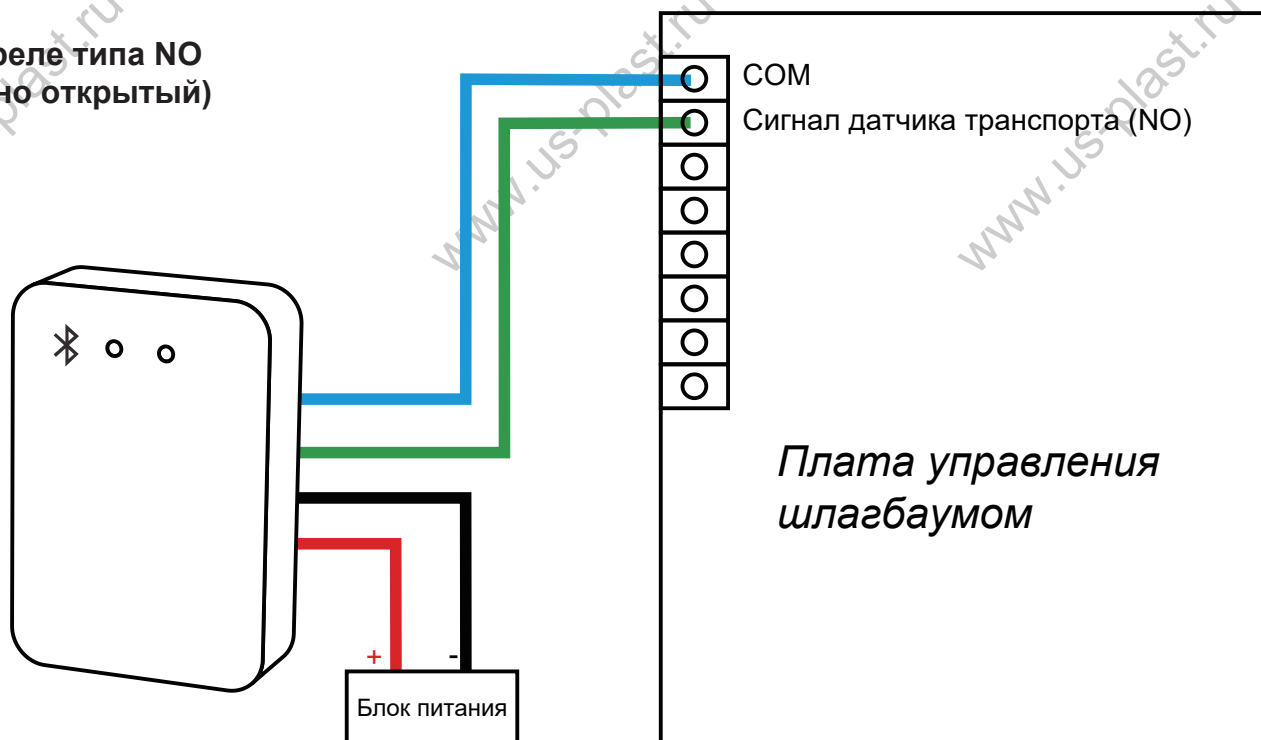 реле типа NO
но открытый)
www.us-plast.ru
www.us-plast.ru
COM
Сигнал датчика транспорта (NO)
Плата управления
шлагбаумом
+
-
Блок питания